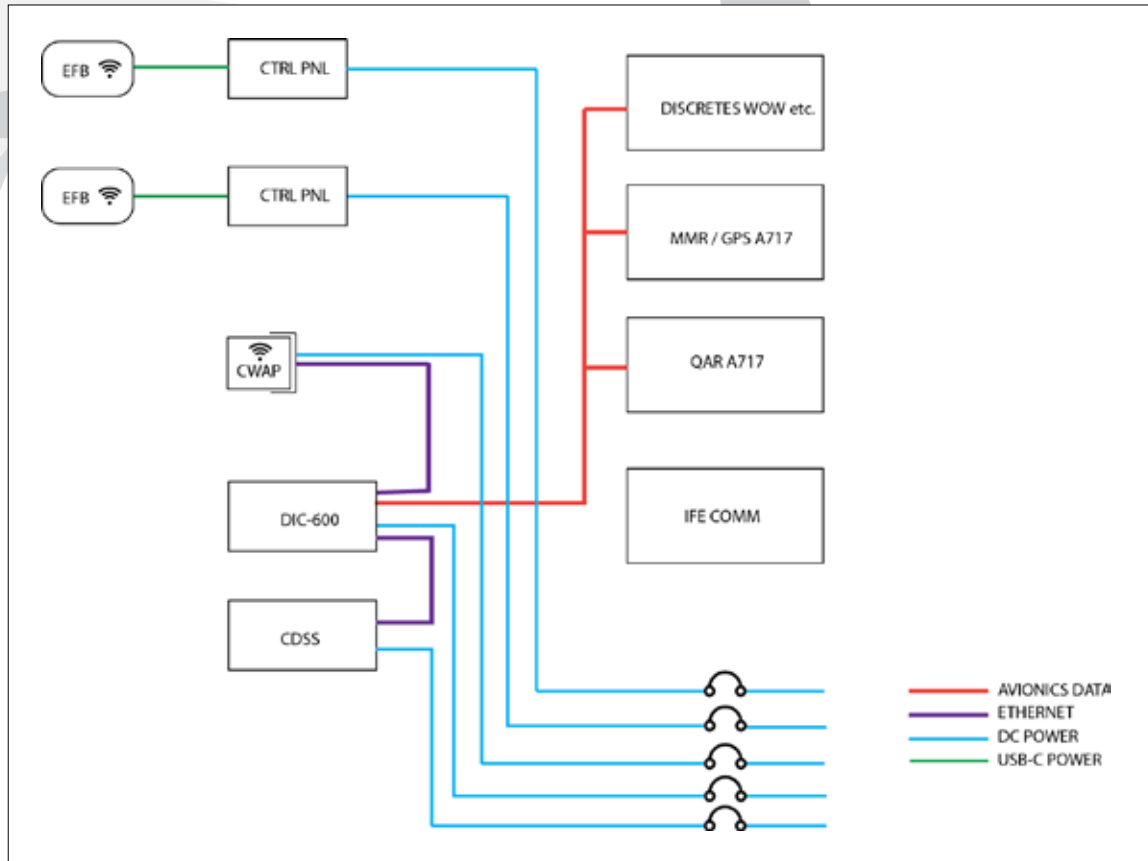 EFB
CTRL PNL
DISCRETES WOW etc.
EFB
CTRL PNL
MMR / GPS A717
CWAP
QAR A717
DIC-600
IFE COMM
CDSS
AVIONICS DATA
ETHERNET
DC POWER
USB-C POWER